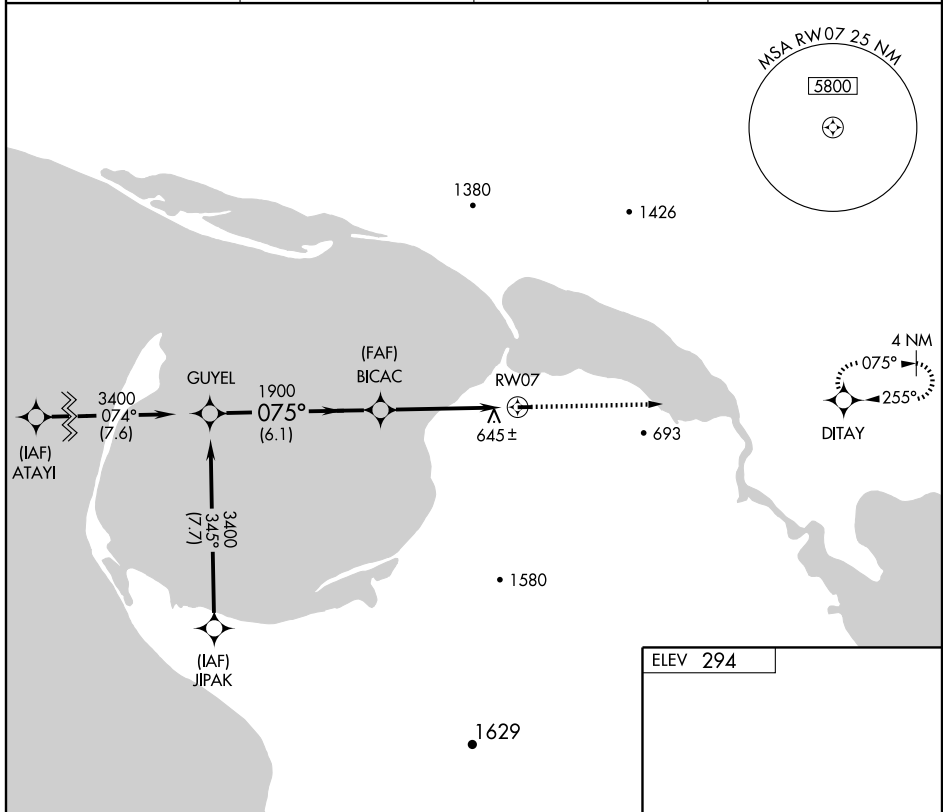 MSA RW07 25 NM
5800
1380
1426
4 NM
075°
255°
DITAY
(FAF)
BICAC
RW07
GUYEL
1900
075°
(6.1)
3400
074°
(7.6)
(IAF)
ATAYI
645±
693
3400
345°
(7.7)
1580
(IAF)
JIPAK
ELEV 294
1629